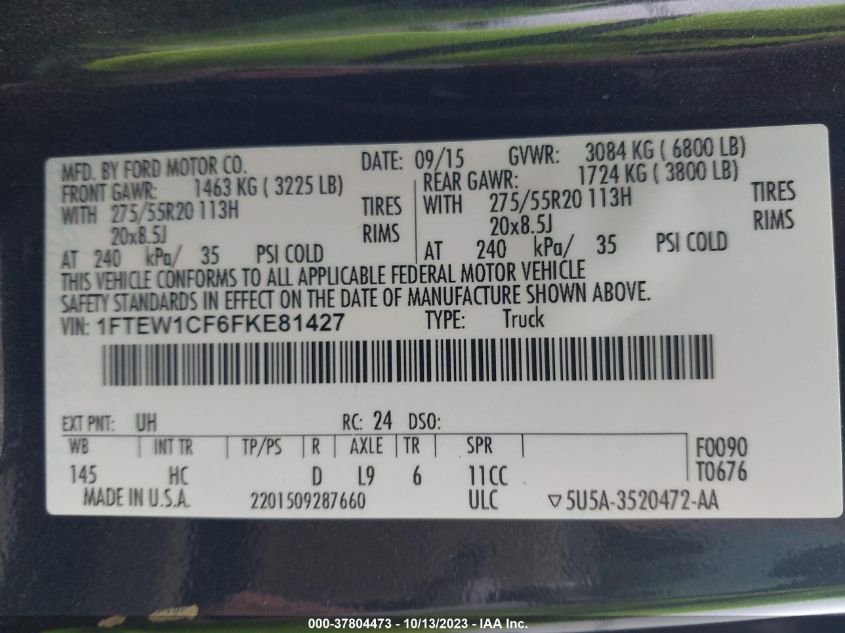 MFD. BY FORD MOTOR CO. DATE: 09/15 GVWR: 3084 KG ( 6800 LB)
FRONT GAWR: 1463 KG ( 3225 LB) REAR GAWR: 1724 KG ( 3800 LB)
WITH 275/55R20 113H TIRES WITH 275/55R20 113H TIRES
20x8.5J RIMS 20x8.5J RIMS
AT 240 kPa/ 35 PSI COLD AT 240 kPa/ 35 PSI COLD
THIS VEHICLE CONFORMS TO ALL APPLICABLE FEDERAL MOTOR VEHICLE
SAFETY STANDARDS IN EFFECT ON THE DATE OF MANUFACTURE SHOWN ABOVE.
VIN: 1FTEW1CF6FKE81427 TYPE: Truck
EXT PNT: UH RC: 24 DSO:
WB INT TR TP/PS R AXLE TR SPR F0090
145 HC D L9 6 11CC T0676
MADE IN U.S.A. 2201509287660 ULC ▽5U5A-3520472-AA
000-37804473 - 10/13/2023 - IAA Inc.